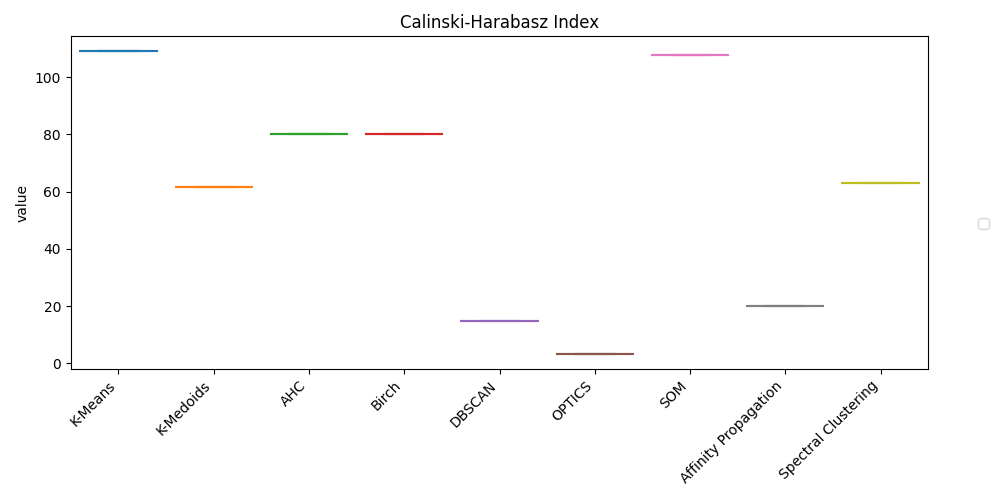 Calinski-Harabasz Index
value
100
80
60
40
20
0
K-Means
K-Medoids
AHC
Birch
DBSCAN
OPTICS
SOM
Affinity Propagation
Spectral Clustering